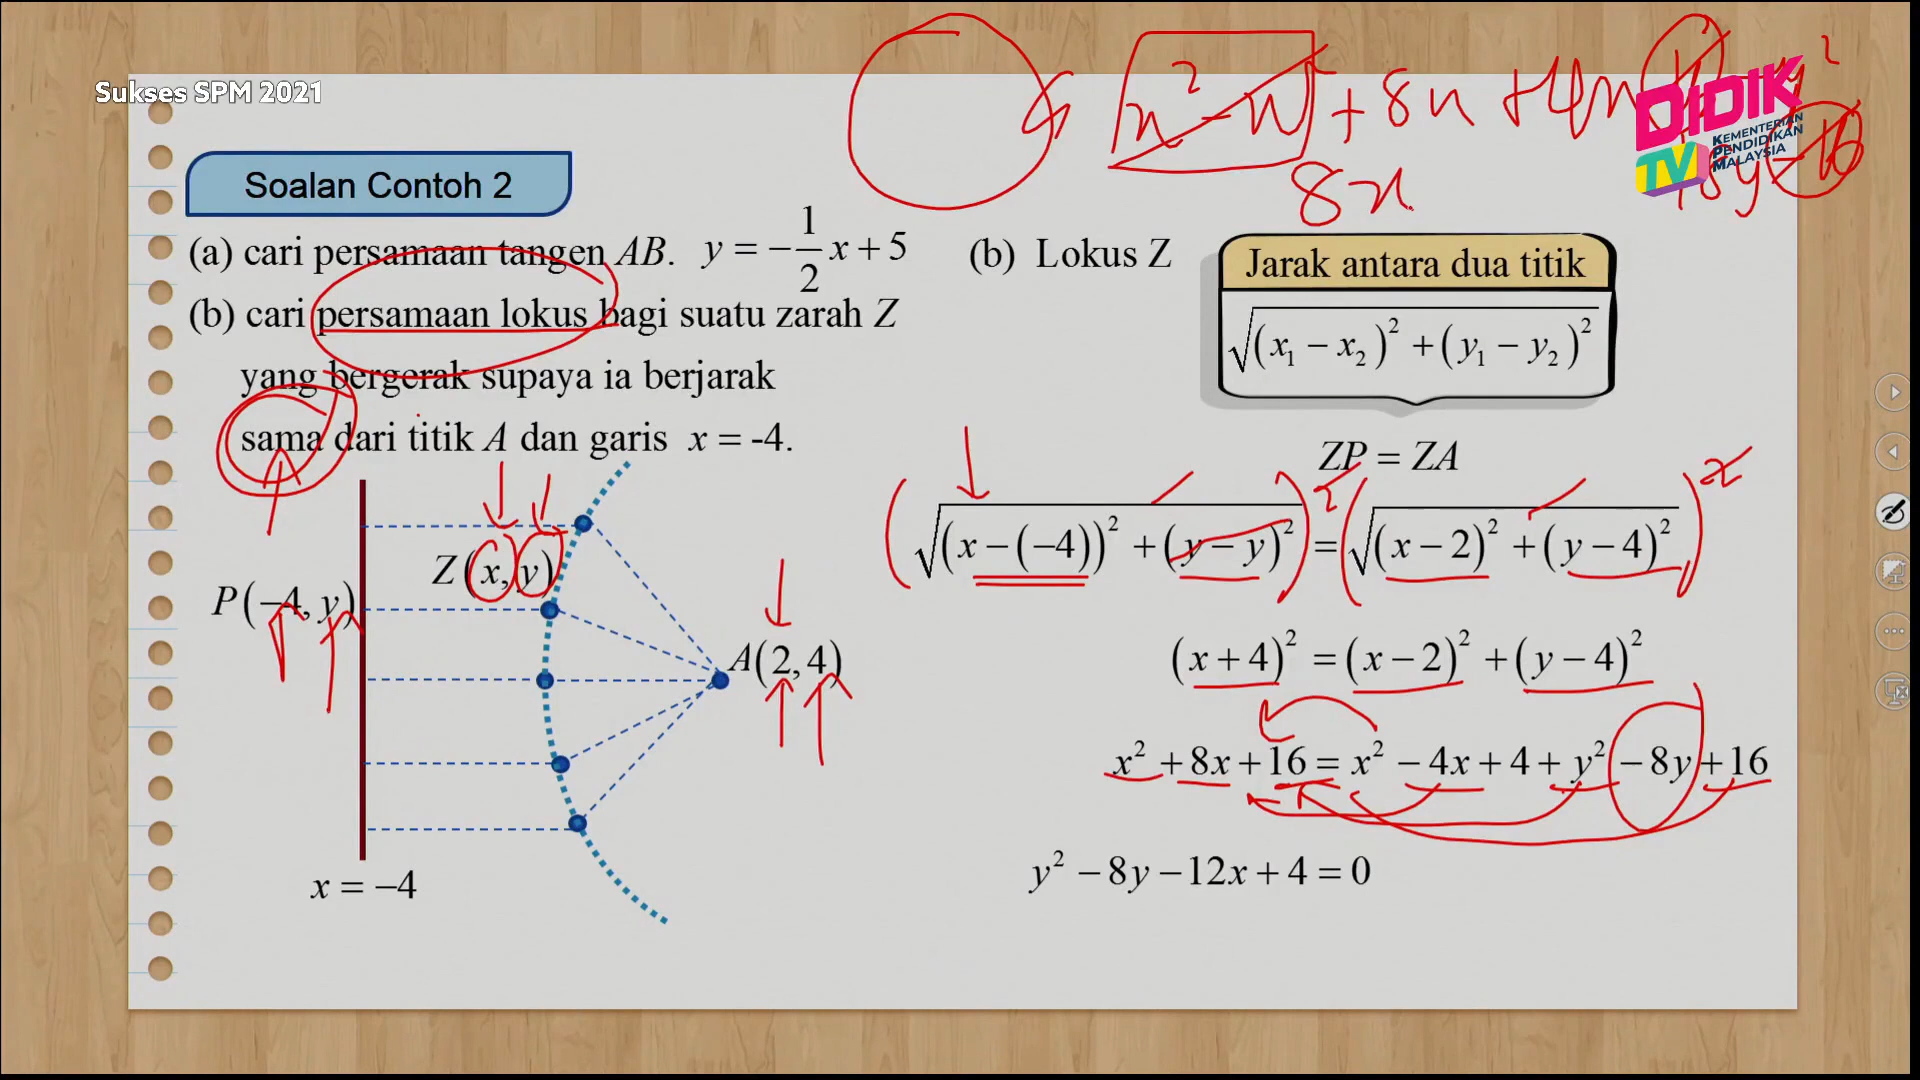 Sukses SPM 2021
DIDIK
TV
KEMENTERIAN
PENDIDIKAN
MALAYSIA
8x
Soalan Contoh 2
(a) cari persamaan tangen AB. y = -1/2 x + 5
(b) cari persamaan lokus bagi suatu zarah Z
yang bergerak supaya ia berjarak
sama dari titik A dan garis x = -4.
Z(x, y)
P(-4, y)
A(2, 4)
x = -4
(b) Lokus Z
Jarak antara dua titik
√((x₁ - x₂)² + (y₁ - y₂)²)
ZP = ZA
(√((x - (-4))² + (y - y)²))² = (√((x - 2)² + (y - 4)²))²
(x + 4)² = (x - 2)² + (y - 4)²
x² + 8x + 16 = x² - 4x + 4 + y² - 8y + 16
y² - 8y - 12x + 4 = 0